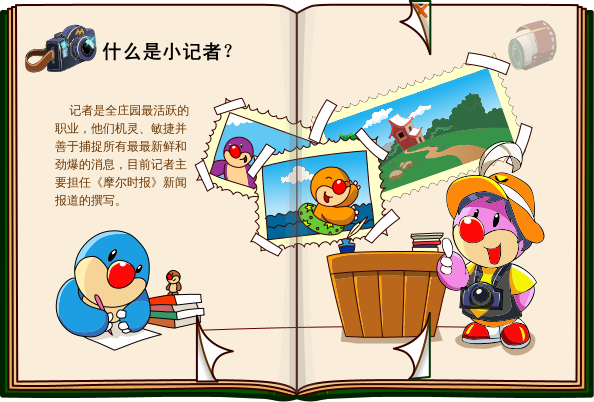 什么是小记者？
记者是全庄园最活跃的
职业，他们机灵、敏捷并
善于捕捉所有最最新鲜和
劲爆的消息，目前记者主
要担任《摩尔时报》新闻
报道的撰写。